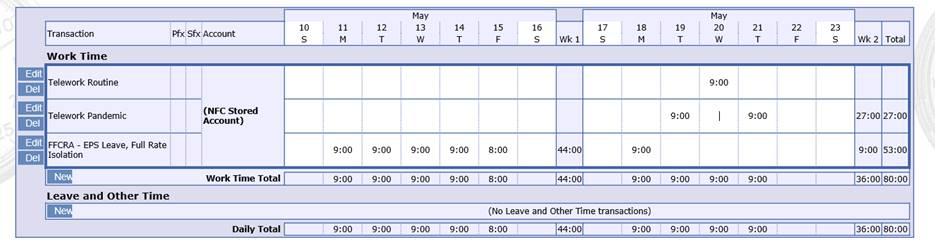 May May
10 11 12 13 14 15 16 17 18 19 20 21 22 23
Transaction Pfx Sfx Account S M T W T F S Wk 1 S M T W T F S Wk 2 Total
Work Time
Edit
Del
Telework Routine 9:00
Edit
Del
Telework Pandemic (NFC Stored Account) 9:00 9:00 27:00 27:00
Edit
Del
FFCRA - EPS Leave, Full Rate Isolation 9:00 9:00 9:00 9:00 8:00 44:00 9:00 9:00 53:00
New Work Time Total 9:00 9:00 9:00 9:00 8:00 44:00 9:00 9:00 9:00 9:00 36:00 80:00
Leave and Other Time
New (No Leave and Other Time transactions)
Daily Total 9:00 9:00 9:00 9:00 8:00 44:00 9:00 9:00 9:00 9:00 36:00 80:00